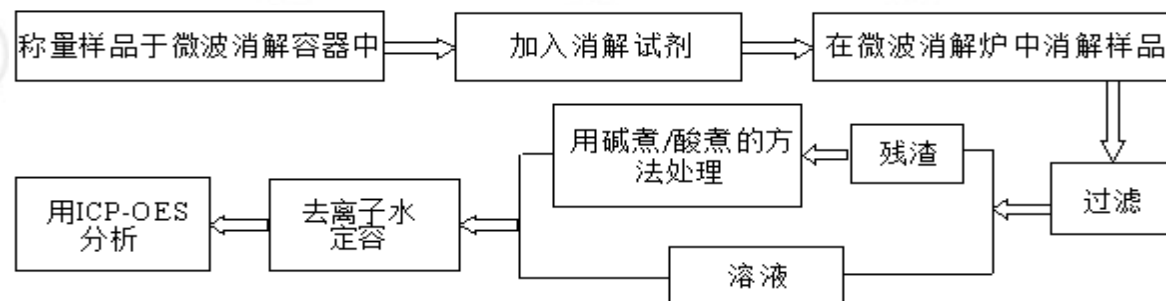 称量样品于微波消解容器中
加入消解试剂
在微波消解炉中消解样品
过滤
残渣
用碱煮/酸煮的方
法处理
溶液
去离子水
定容
用ICP-OES
分析